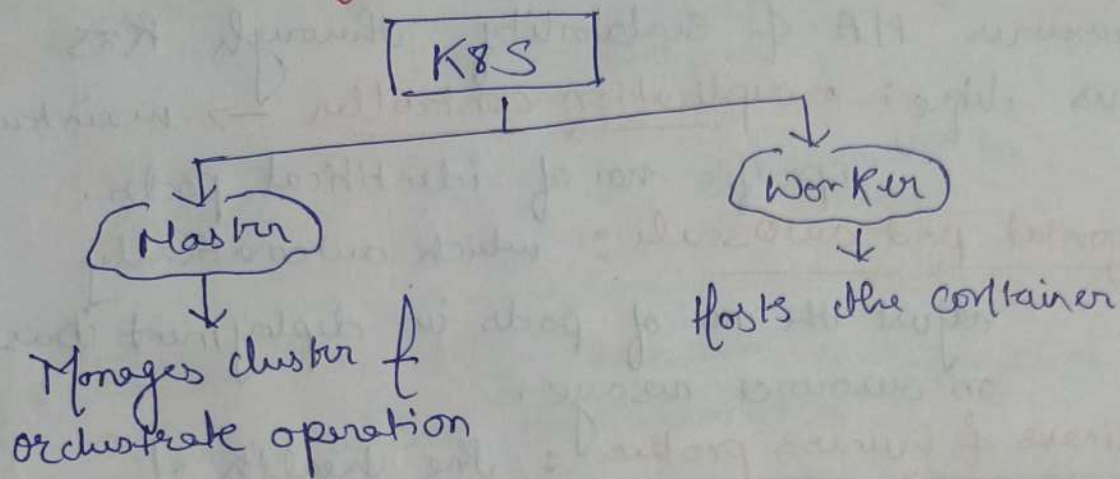 K8S
Master
Worker
Hosts the container
Manages cluster &
orchestrate operation